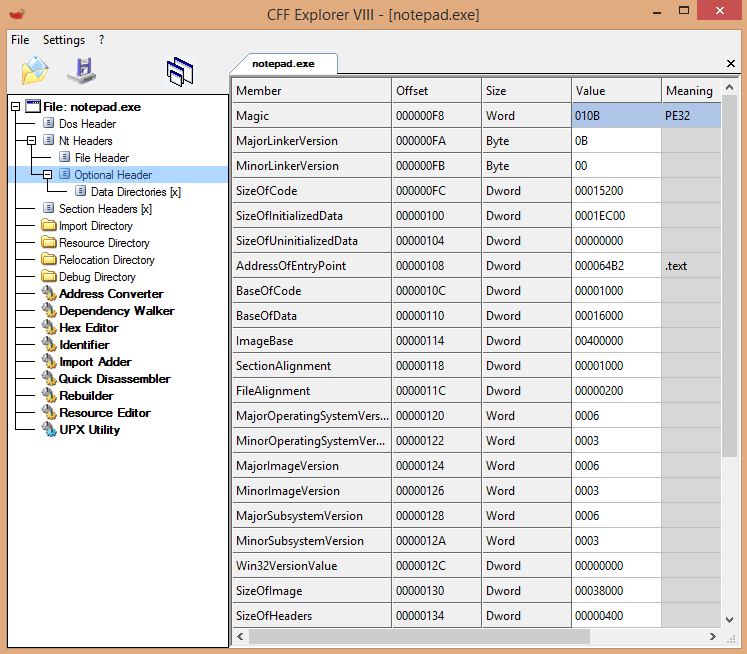 CFF Explorer VIII - [notepad.exe]
File Settings ?
notepad.exe
File: notepad.exe
Dos Header
Nt Headers
File Header
Optional Header
Data Directories [x]
Section Headers [x]
Import Directory
Resource Directory
Relocation Directory
Debug Directory
Address Converter
Dependency Walker
Hex Editor
Identifier
Import Adder
Quick Disassembler
Rebuilder
Resource Editor
UPX Utility
Member Offset Size Value Meaning
Magic 000000F8 Word 010B PE32
MajorLinkerVersion 000000FA Byte 0B
MinorLinkerVersion 000000FB Byte 00
SizeOfCode 000000FC Dword 00015200
SizeOfInitializedData 00000100 Dword 0001EC00
SizeOfUninitializedData 00000104 Dword 00000000
AddressOfEntryPoint 00000108 Dword 000064B2 .text
BaseOfCode 0000010C Dword 00001000
BaseOfData 00000110 Dword 00016000
ImageBase 00000114 Dword 00400000
SectionAlignment 00000118 Dword 00001000
FileAlignment 0000011C Dword 00000200
MajorOperatingSystemVers... 00000120 Word 0006
MinorOperatingSystemVer... 00000122 Word 0003
MajorImageVersion 00000124 Word 0006
MinorImageVersion 00000126 Word 0003
MajorSubsystemVersion 00000128 Word 0006
MinorSubsystemVersion 0000012A Word 0003
Win32VersionValue 0000012C Dword 00000000
SizeOfImage 00000130 Dword 00038000
SizeOfHeaders 00000134 Dword 00000400